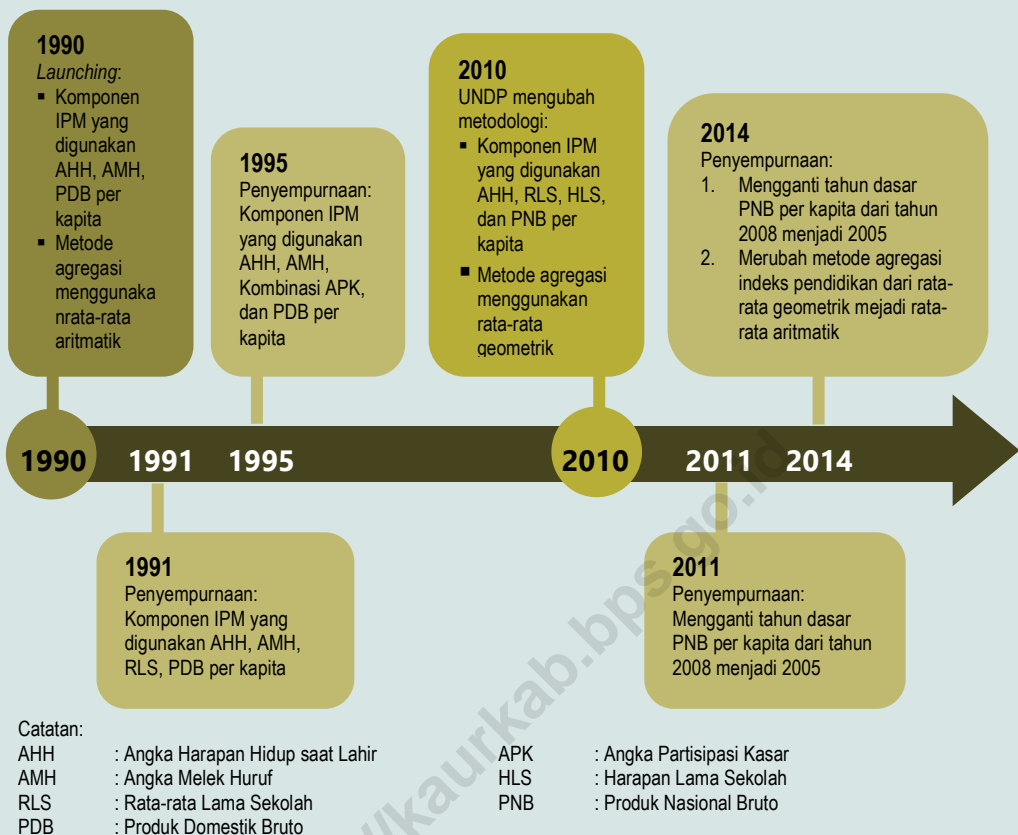 1990
Launching:
▪ Komponen
IPM yang
digunakan
AHH, AMH,
PDB per
kapita
▪ Metode
agregasi
menggunaka
nrata-rata
aritmatik
1995
Penyempurnaan:
Komponen IPM
yang digunakan
AHH, AMH,
Kombinasi APK,
dan PDB per
kapita
2010
UNDP mengubah
metodologi:
▪ Komponen IPM
yang digunakan
AHH, RLS, HLS,
dan PNB per
kapita
▪ Metode agregasi
menggunakan
rata-rata
geometrik
2014
Penyempurnaan:
1. Mengganti tahun dasar
PNB per kapita dari tahun
2008 menjadi 2005
2. Merubah metode agregasi
indeks pendidikan dari rata-
rata geometrik mejadi rata-
rata aritmatik
1990 1991 1995 2010 2011 2014
1991
Penyempurnaan:
Komponen IPM yang
digunakan AHH, AMH,
RLS, PDB per kapita
2011
Penyempurnaan:
Mengganti tahun dasar
PNB per kapita dari tahun
2008 menjadi 2005
Catatan:
AHH : Angka Harapan Hidup saat Lahir
AMH : Angka Melek Huruf
RLS : Rata-rata Lama Sekolah
PDB : Produk Domestik Bruto
APK : Angka Partisipasi Kasar
HLS : Harapan Lama Sekolah
PNB : Produk Nasional Bruto
//kaurkab.bps.go.id